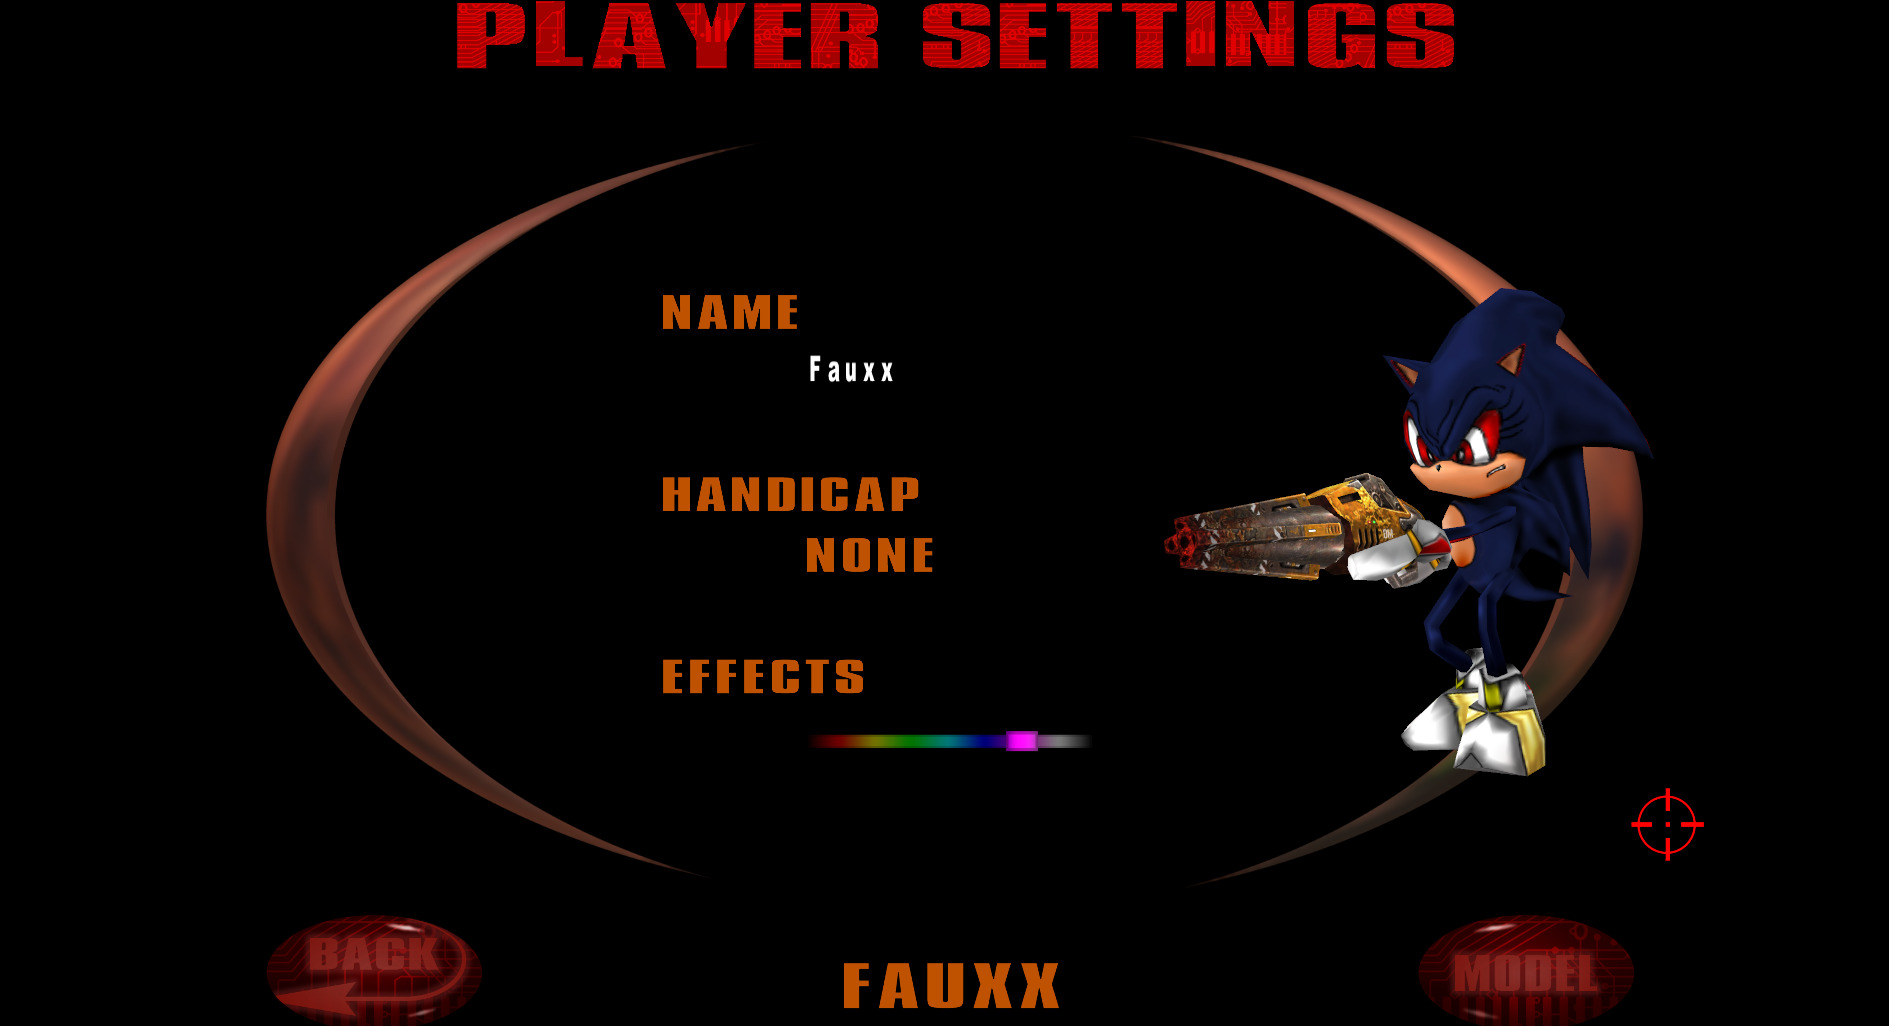 PLAYER SETTINGS
NAME
Fauxx
HANDICAP
NONE
EFFECTS
BACK
FAUXX
MODEL